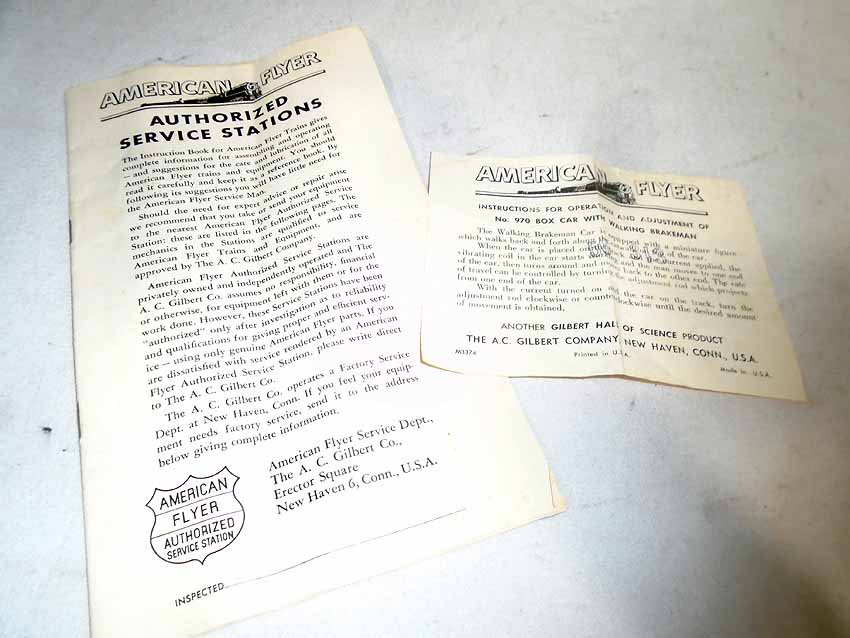 AMERICAN FLYER
AUTHORIZED
SERVICE STATIONS
The Instruction Book for American Flyer Trains gives
complete information for assembling and operating
— and suggestions for the care and lubrication of all
American Flyer trains and equipment. You should
read it carefully and keep it as a reference book. By
following its suggestions you will have little need for
the American Flyer Service Man.
Should the need for expert advice or repair arise
we recommend that you take or send your equipment
to the nearest American Flyer Authorized Service
Station: these are listed in the following pages. The
mechanics in the Stations are qualified to service
American Flyer Trains and Equipment, and are
approved by The A. C. Gilbert Company.
American Flyer Authorized Service Stations are
privately owned and independently operated and The
A. C. Gilbert Co. assumes no responsibility, financial
or otherwise, for equipment left with them or for the
work done. However, these Service Stations have been
"authorized" only after investigation as to reliability
and qualifications for giving proper and efficient serv-
ice — using only genuine American Flyer parts. If you
are dissatisfied with service rendered by an American
Flyer Authorized Service Station, please write direct
to The A. C. Gilbert Co.
The A. C. Gilbert Co. operates a Factory Service
Dept. at New Haven, Conn. If you feel your equip-
ment needs factory service, send it to the address
below giving complete information.
American Flyer Service Dept.,
The A. C. Gilbert Co.,
Erector Square
New Haven 6, Conn., U.S.A.
AMERICAN
FLYER
AUTHORIZED
SERVICE STATION
INSPECTED
AMERICAN FLYER
INSTRUCTIONS FOR OPERATION AND ADJUSTMENT OF
No. 970 BOX CAR WITH WALKING BRAKEMAN
The Walking Brakeman Car is equipped with a miniature figure
which walks back and forth along the of the car.
When the car is placed on the and the current applied, the
vibrating coil in the car starts and the man moves to one end
of the car, then turns around and back to the other end. The rate
of travel can be controlled by turning adjustment rod which projects
from one end of the car.
With the current turned on and the car on the track, turn the
adjustment rod clockwise or counter clockwise until the desired amount
of movement is obtained.
ANOTHER GILBERT HALL OF SCIENCE PRODUCT
THE A.C. GILBERT COMPANY, NEW HAVEN, CONN., U.S.A.
M3374 Printed in U.S.A. Made in U.S.A.